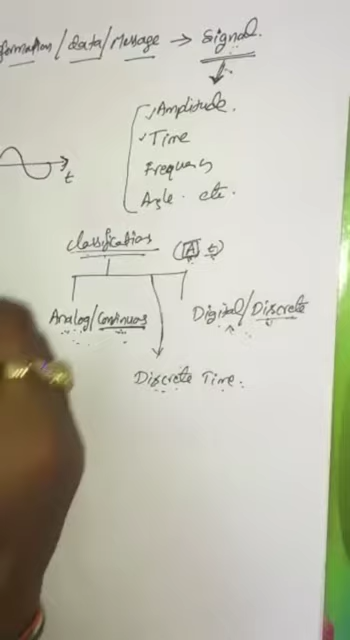 formation / data / Message → Signal.
Amplitude.
t
Time
Frequency
Angle. etc.
Classification (A t)
Analog/Continuous Digital/Discrete
Discrete Time.